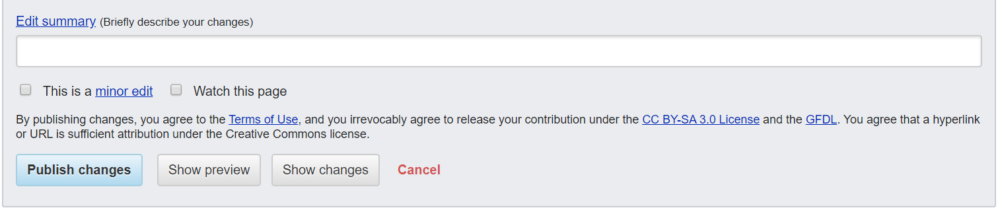 Edit summary (Briefly describe your changes)
This is a minor edit Watch this page
By publishing changes, you agree to the Terms of Use, and you irrevocably agree to release your contribution under the CC BY-SA 3.0 License and the GFDL. You agree that a hyperlink
or URL is sufficient attribution under the Creative Commons license.
Publish changes Show preview Show changes Cancel